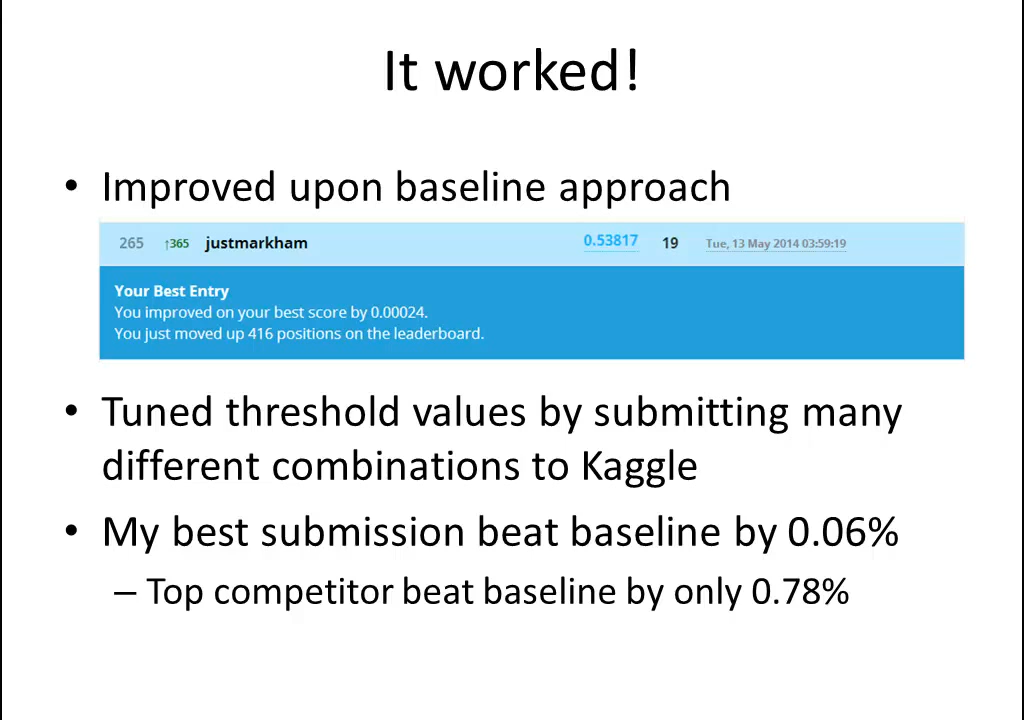 It worked!
• Improved upon baseline approach
265 ↑365 justmarkham 0.53817 19 Tue, 13 May 2014 03:59:19
Your Best Entry
You improved on your best score by 0.00024.
You just moved up 416 positions on the leaderboard.
• Tuned threshold values by submitting many
different combinations to Kaggle
• My best submission beat baseline by 0.06%
– Top competitor beat baseline by only 0.78%